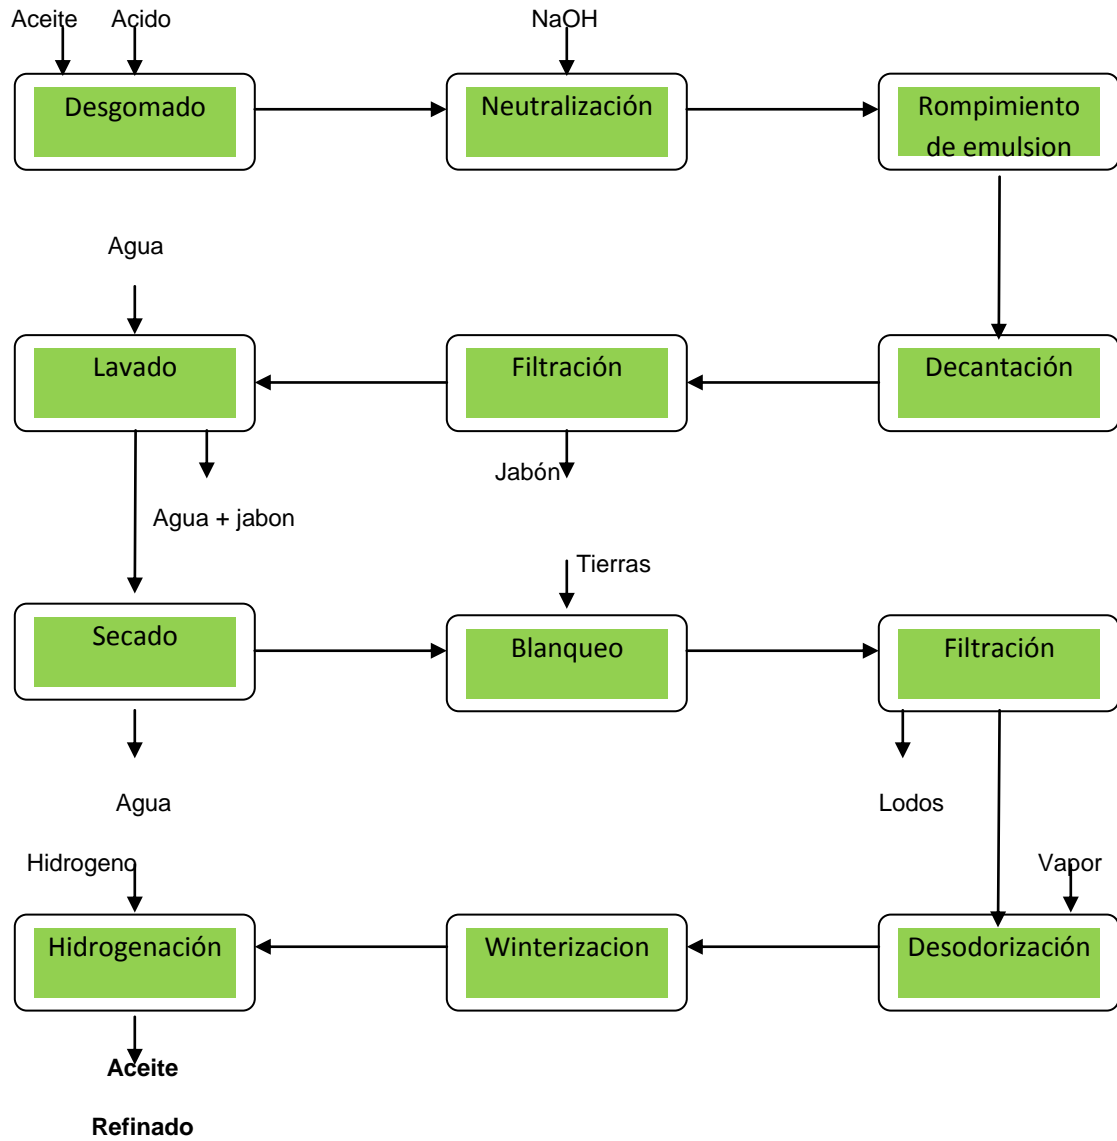 Aceite
Acido
NaOH
Desgomado
Neutralización
Rompimiento
de emulsion
Agua
Lavado
Filtración
Decantación
Jabón
Agua + jabon
Tierras
Secado
Blanqueo
Filtración
Agua
Lodos
Hidrogeno
Vapor
Hidrogenación
Winterizacion
Desodorización
Aceite
Refinado